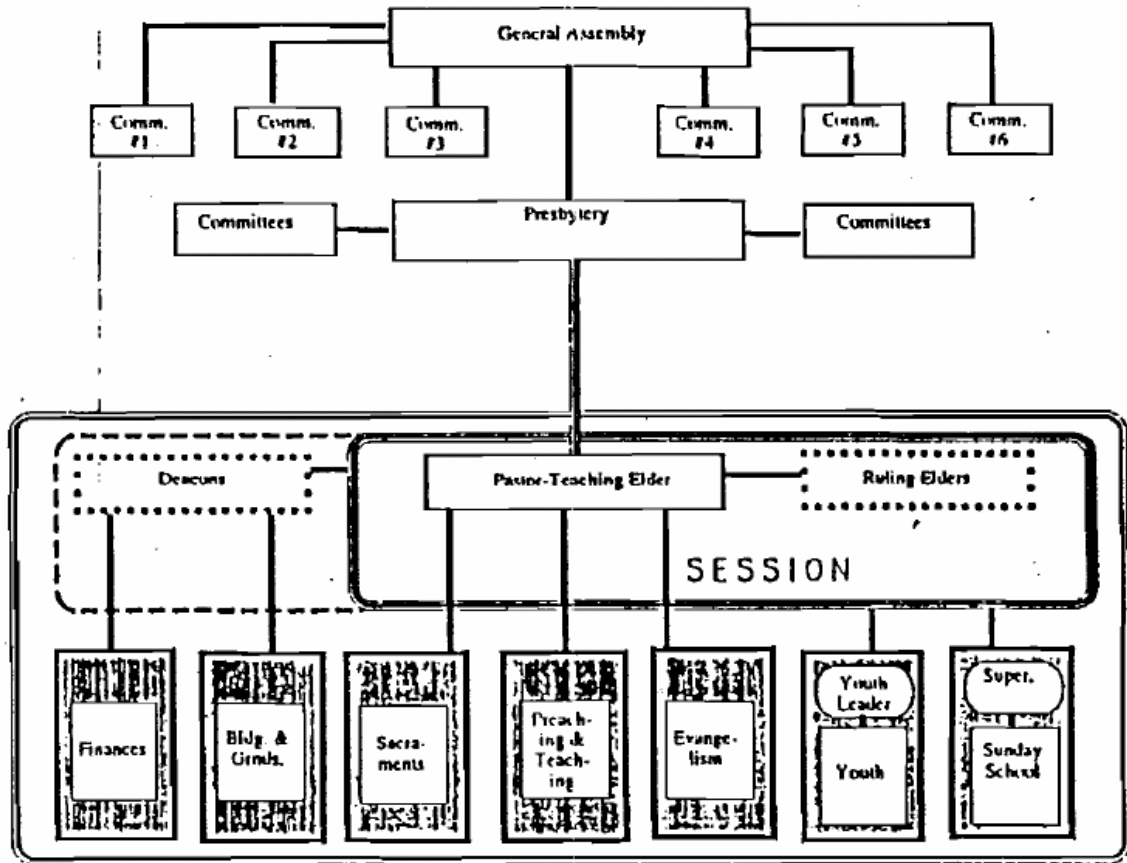 General Assembly
Comm.
#1
Comm.
#2
Comm.
#3
Comm.
#4
Comm.
#5
Comm.
#6
Committees
Presbytery
Committees
Deacons
Pastor-Teaching Elder
Ruling Elders
SESSION
Finances
Bldg. &
Grnds.
Sacra-
ments
Preach-
ing &
Teach-
ing
Evange-
lism
Youth
Leader
Youth
Super.
Sunday
School